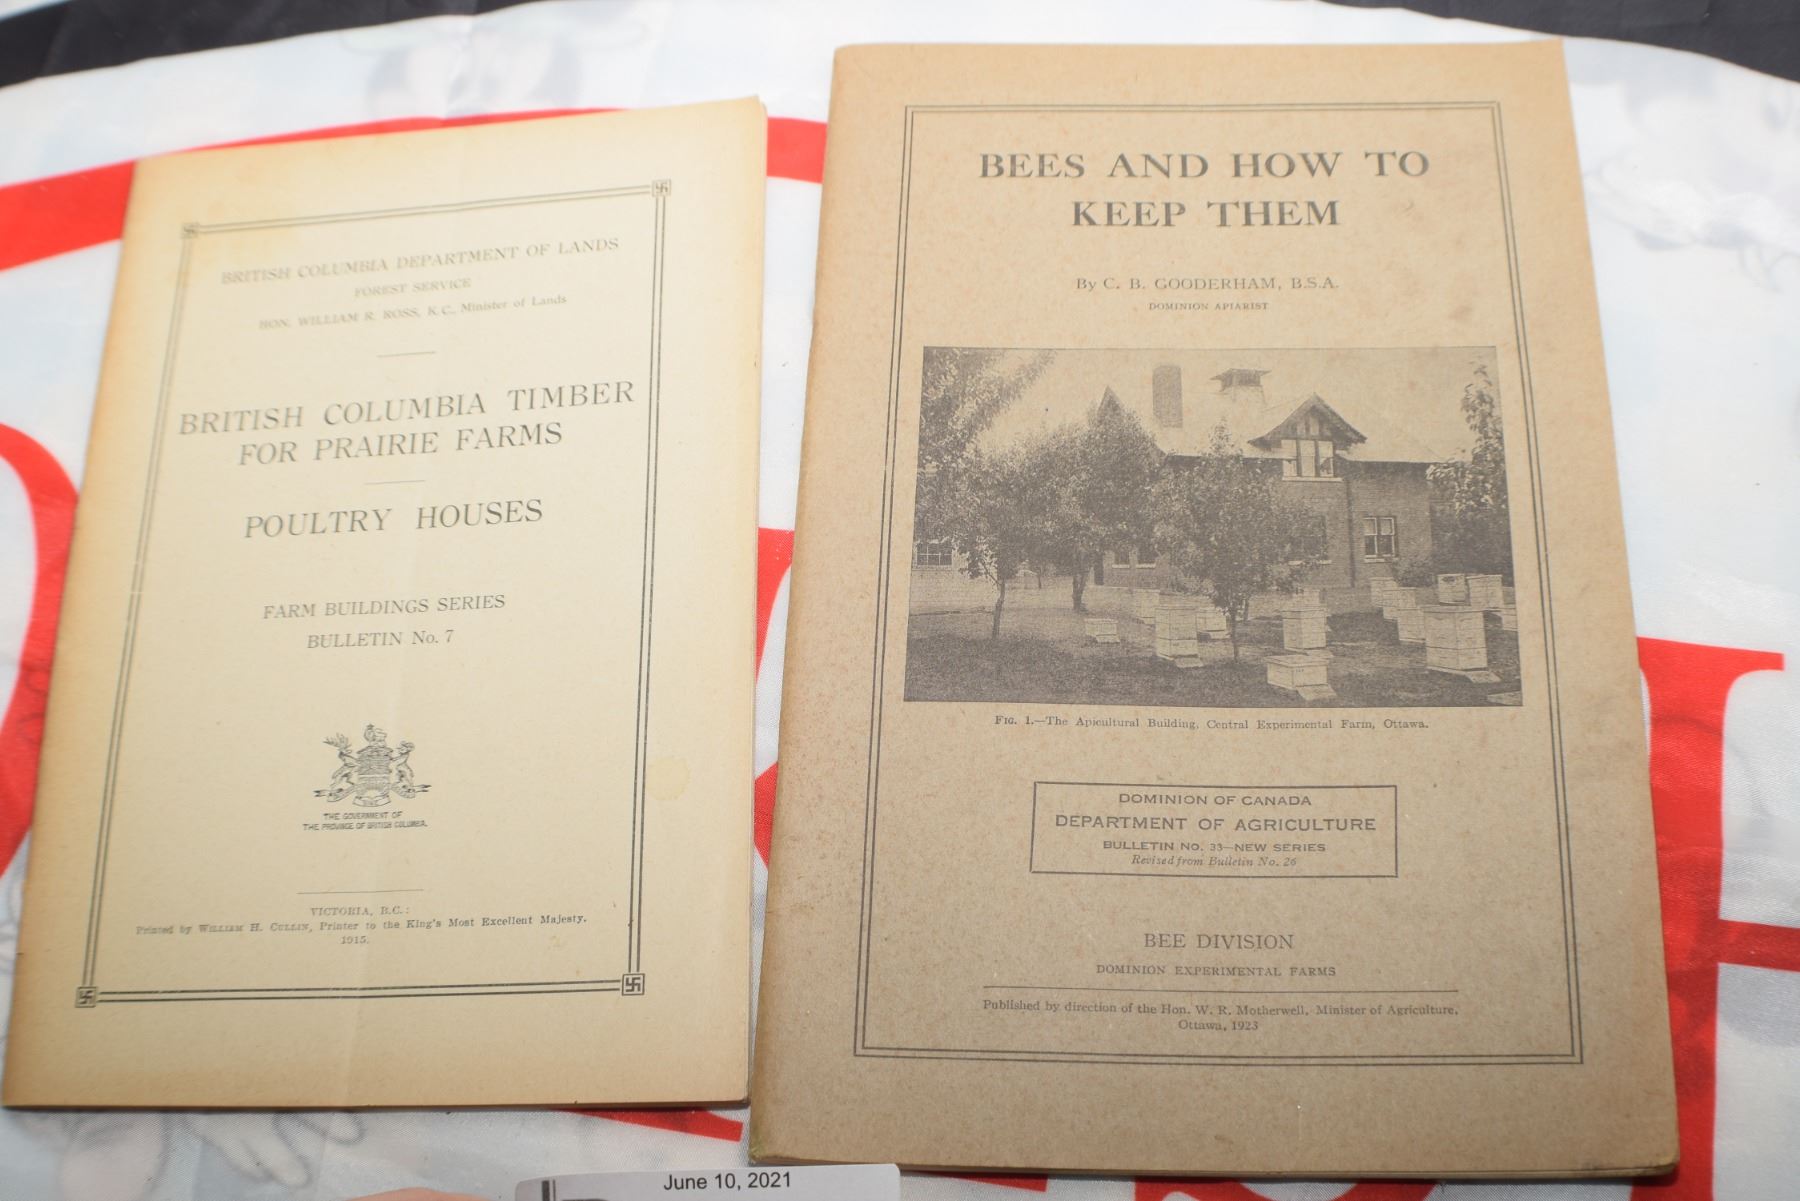 BRITISH COLUMBIA DEPARTMENT OF LANDS
FOREST SERVICE
HON. WILLIAM R. ROSS, K.C., Minister of Lands
BRITISH COLUMBIA TIMBER
FOR PRAIRIE FARMS
POULTRY HOUSES
FARM BUILDINGS SERIES
BULLETIN No. 7
THE GOVERNMENT OF
THE PROVINCE OF BRITISH COLUMBIA.
VICTORIA, B.C.:
Printed by WILLIAM H. CULLIN, Printer to the King's Most Excellent Majesty.
1915.
BEES AND HOW TO
KEEP THEM
By C. B. GOODERHAM, B.S.A.
DOMINION APIARIST
FIG. 1.—The Apicultural Building, Central Experimental Farm, Ottawa.
DOMINION OF CANADA
DEPARTMENT OF AGRICULTURE
BULLETIN NO. 33—NEW SERIES
Revised from Bulletin No. 26
BEE DIVISION
DOMINION EXPERIMENTAL FARMS
Published by direction of the Hon. W. R. Motherwell, Minister of Agriculture,
Ottawa, 1923
June 10, 2021